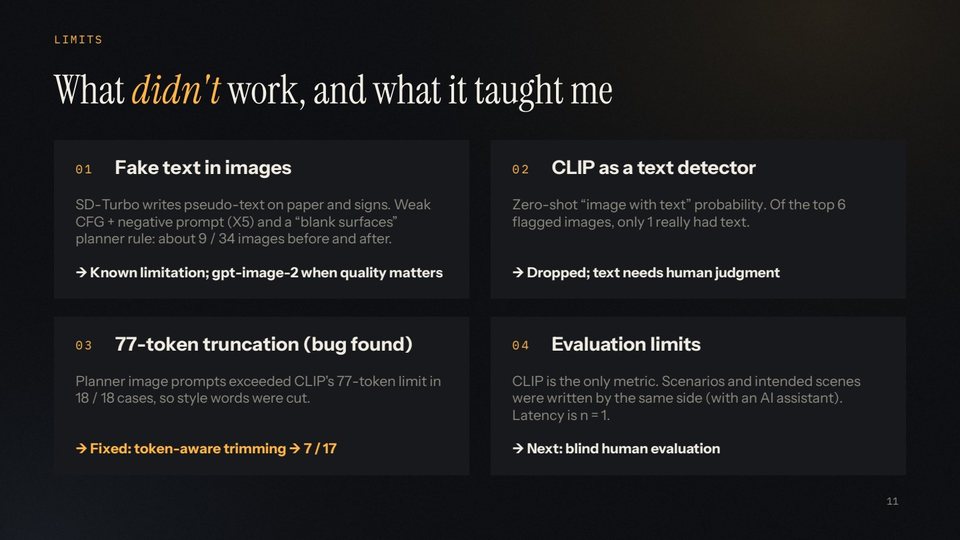 LIMITS
What didn't work, and what it taught me
01 Fake text in images
SD-Turbo writes pseudo-text on paper and signs. Weak
CFG + negative prompt (X5) and a “blank surfaces”
planner rule: about 9 / 34 images before and after.
→ Known limitation; gpt-image-2 when quality matters
02 CLIP as a text detector
Zero-shot “image with text” probability. Of the top 6
flagged images, only 1 really had text.
→ Dropped; text needs human judgment
03 77-token truncation (bug found)
Planner image prompts exceeded CLIP’s 77-token limit in
18 / 18 cases, so style words were cut.
→ Fixed: token-aware trimming → 7 / 17
04 Evaluation limits
CLIP is the only metric. Scenarios and intended scenes
were written by the same side (with an AI assistant).
Latency is n = 1.
→ Next: blind human evaluation
11